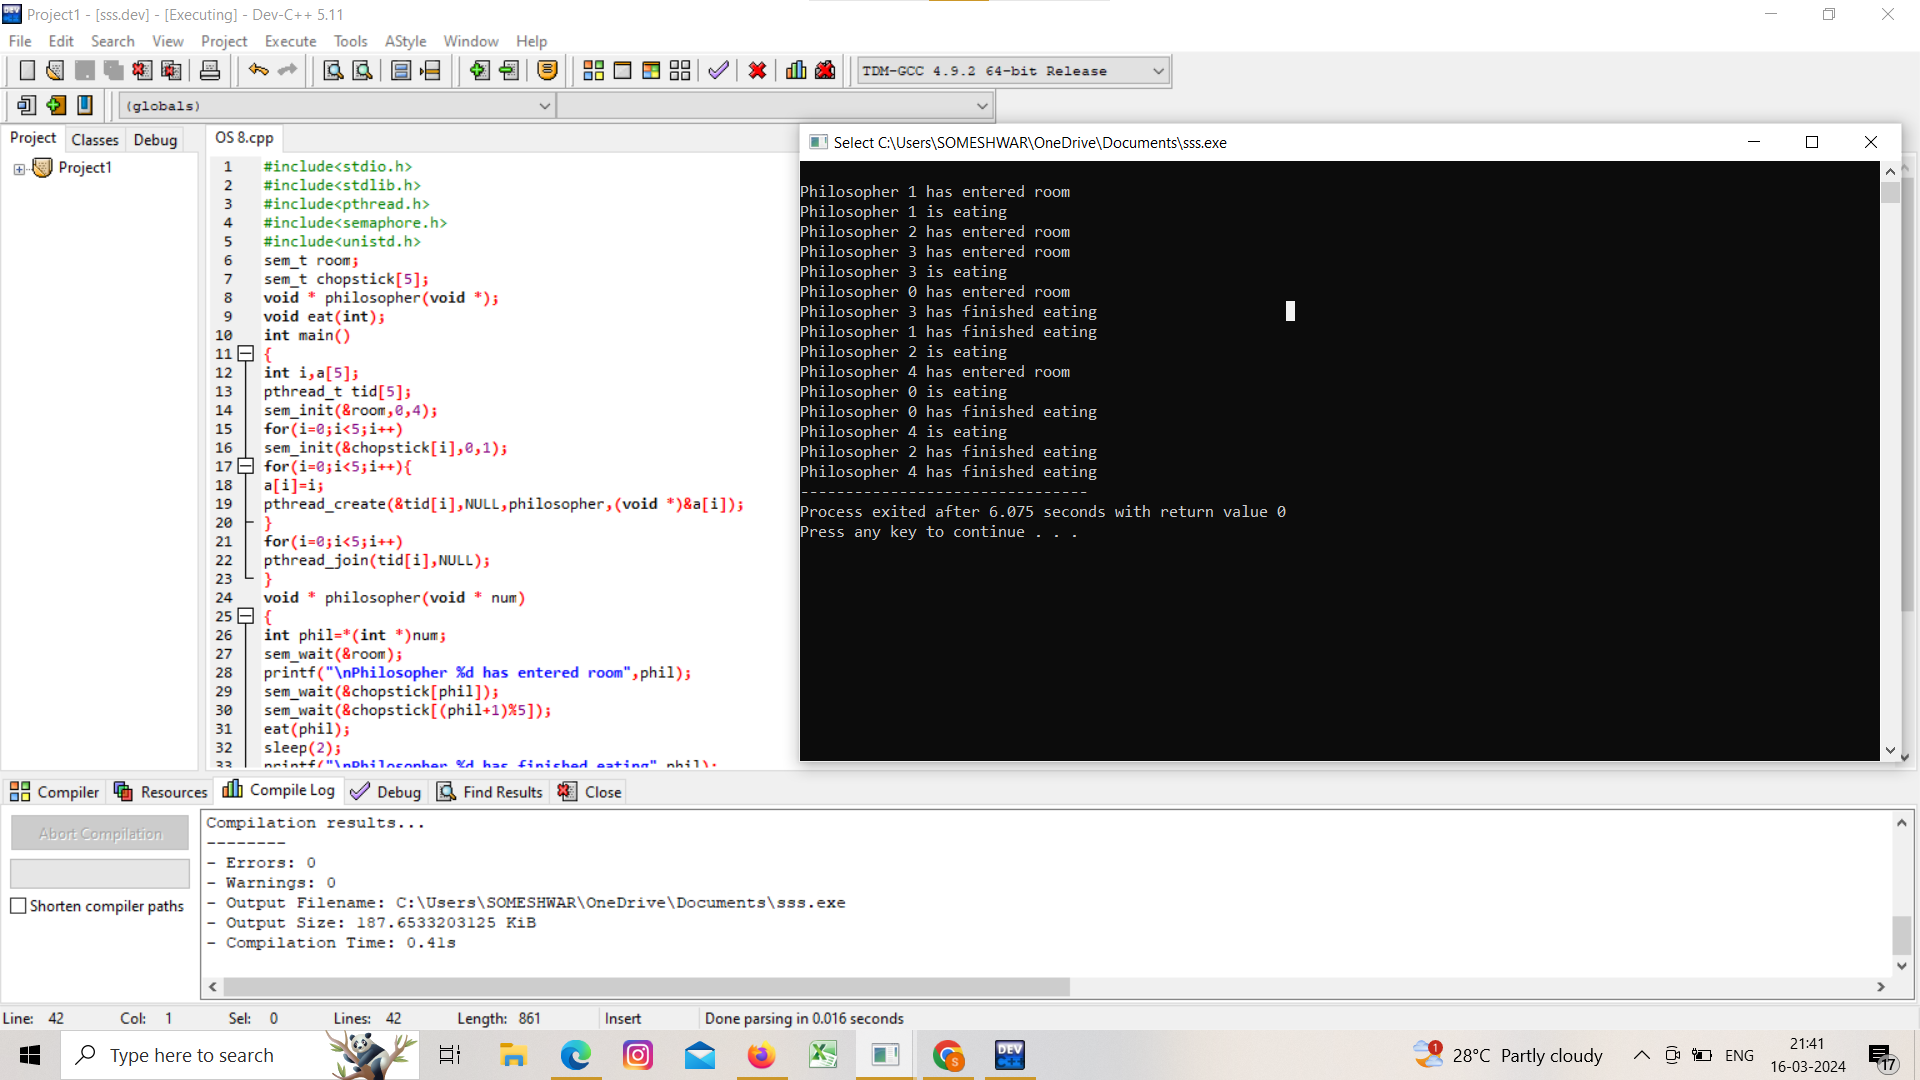 Project1 - [sss.dev] - [Executing] - Dev-C++ 5.11
File Edit Search View Project Execute Tools AStyle Window Help
TDM-GCC 4.9.2 64-bit Release
(globals)
Project Classes Debug
Project1
OS 8.cpp
1 #include<stdio.h>
2 #include<stdlib.h>
3 #include<pthread.h>
4 #include<semaphore.h>
5 #include<unistd.h>
6 sem_t room;
7 sem_t chopstick[5];
8 void * philosopher(void *);
9 void eat(int);
10 int main()
11 {
12 int i,a[5];
13 pthread_t tid[5];
14 sem_init(&room,0,4);
15 for(i=0;i<5;i++)
16 sem_init(&chopstick[i],0,1);
17 for(i=0;i<5;i++){
18 a[i]=i;
19 pthread_create(&tid[i],NULL,philosopher,(void *)&a[i]);
20 }
21 for(i=0;i<5;i++)
22 pthread_join(tid[i],NULL);
23 }
24 void * philosopher(void * num)
25 {
26 int phil=*(int *)num;
27 sem_wait(&room);
28 printf("\nPhilosopher %d has entered room",phil);
29 sem_wait(&chopstick[phil]);
30 sem_wait(&chopstick[(phil+1)%5]);
31 eat(phil);
32 sleep(2);
33 printf("\nPhilosopher %d has finished eating",phil);
Select C:\Users\SOMESHWAR\OneDrive\Documents\sss.exe
Philosopher 1 has entered room
Philosopher 1 is eating
Philosopher 2 has entered room
Philosopher 3 has entered room
Philosopher 3 is eating
Philosopher 0 has entered room
Philosopher 3 has finished eating
Philosopher 1 has finished eating
Philosopher 2 is eating
Philosopher 4 has entered room
Philosopher 0 is eating
Philosopher 0 has finished eating
Philosopher 4 is eating
Philosopher 2 has finished eating
Philosopher 4 has finished eating
--------------------------------
Process exited after 6.075 seconds with return value 0
Press any key to continue . . .
Compiler Resources Compile Log Debug Find Results Close
Abort Compilation
Shorten compiler paths
Compilation results...
--------
- Errors: 0
- Warnings: 0
- Output Filename: C:\Users\SOMESHWAR\OneDrive\Documents\sss.exe
- Output Size: 187.6533203125 KiB
- Compilation Time: 0.41s
Line: 42 Col: 1 Sel: 0 Lines: 42 Length: 861 Insert Done parsing in 0.016 seconds
Type here to search
S
DEV C++
1
28°C Partly cloudy
ENG
21:41
16-03-2024
17